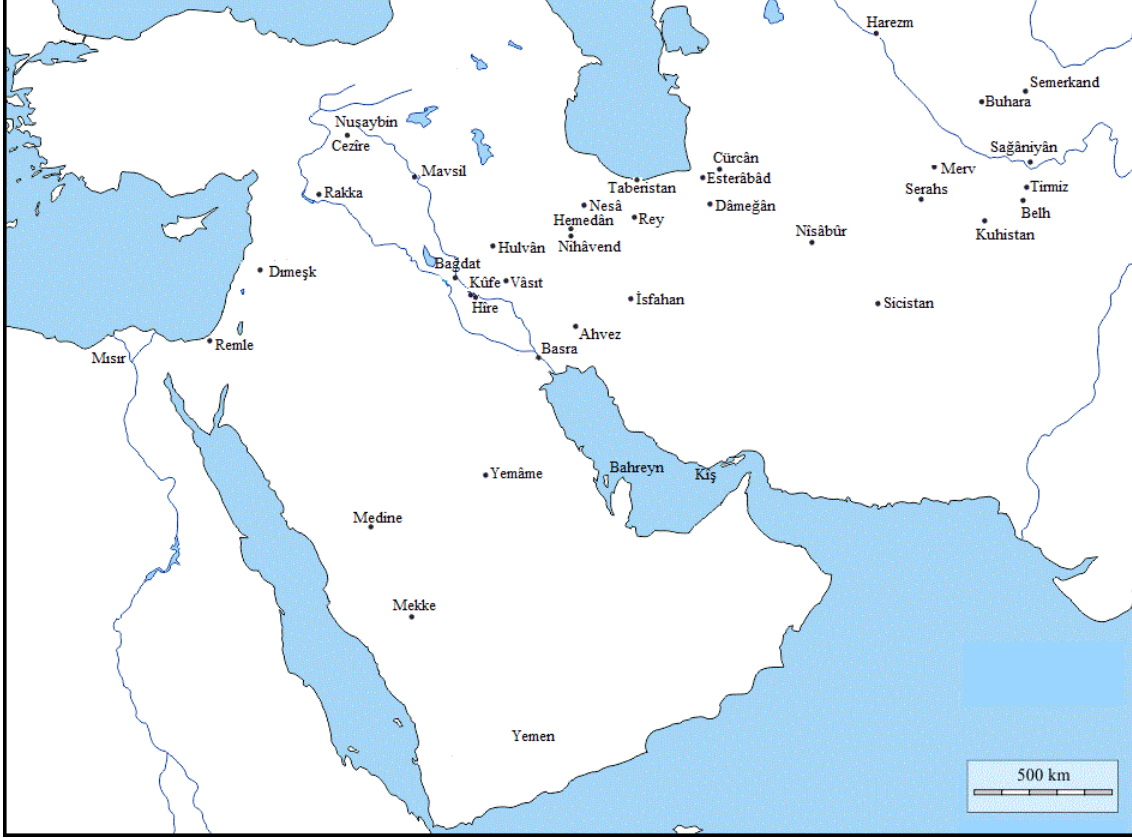 Harezm
Semerkand
Buhara
Nuşaybin
Cezîre
Sağâniyân
Cürcân
Merv
Mavsil
Esterâbâd
Taberistan
Serahs
Tirmiz
Rakka
Nesâ
Dâmeğân
Belh
Hemedân
Rey
Kuhistan
Nîsâbûr
Hulvân
Nihâvend
Bağdat
Dımeşk
Kûfe
Vâsıt
Hîre
İsfahan
Sicistan
Ahvez
Remle
Basra
Mısır
Bahreyn
Kîş
Yemâme
Medine
Mekke
Yemen
500 km